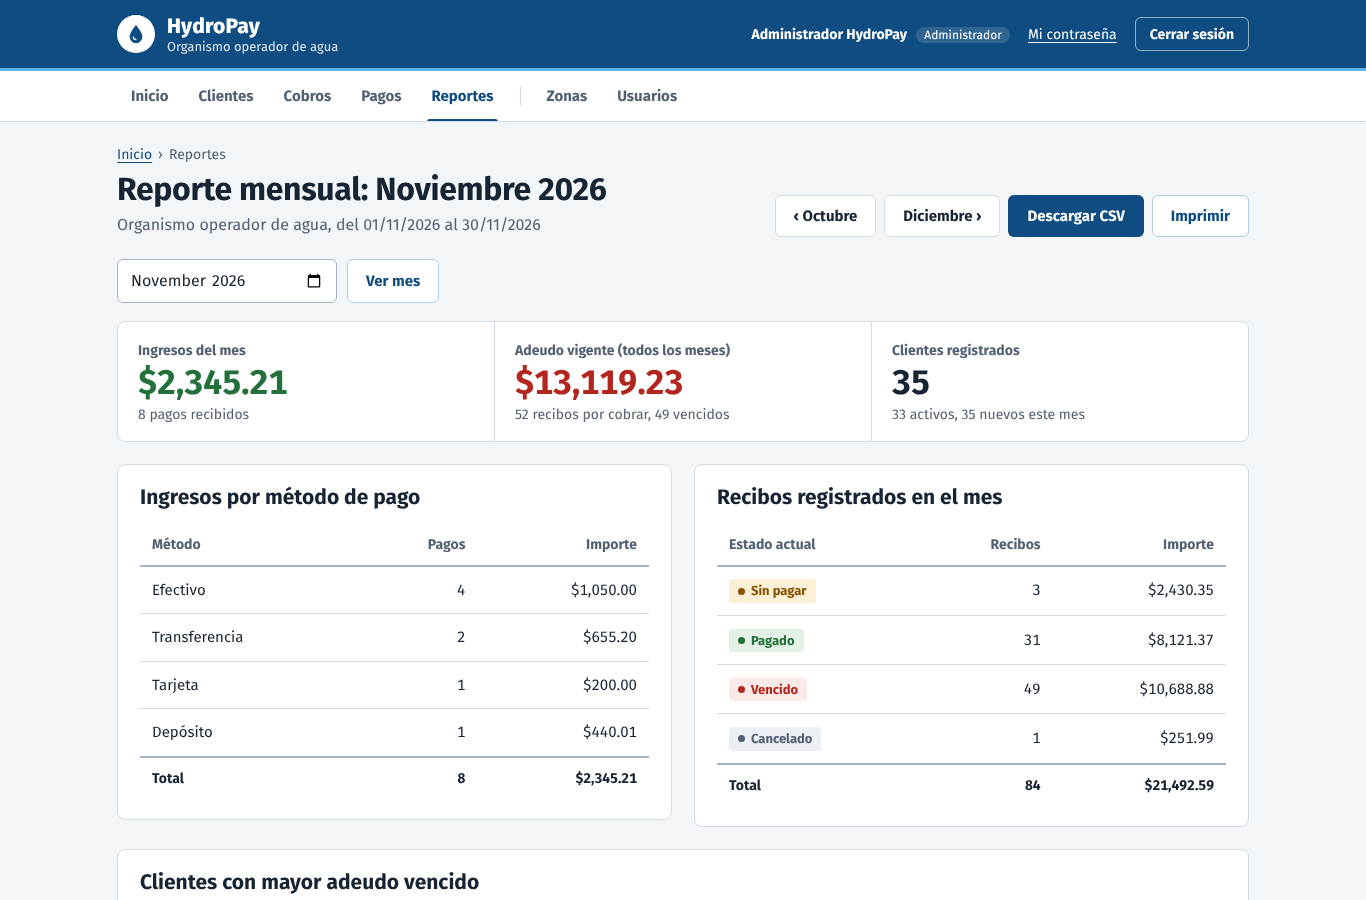 HydroPay
Organismo operador de agua
Administrador HydroPay Administrador Mi contraseña Cerrar sesión
Inicio Clientes Cobros Pagos Reportes Zonas Usuarios
Inicio › Reportes
Reporte mensual: Noviembre 2026
Organismo operador de agua, del 01/11/2026 al 30/11/2026
‹ Octubre Diciembre › Descargar CSV Imprimir
November 2026 Ver mes
Ingresos del mes
$2,345.21
8 pagos recibidos
Adeudo vigente (todos los meses)
$13,119.23
52 recibos por cobrar, 49 vencidos
Clientes registrados
35
33 activos, 35 nuevos este mes
Ingresos por método de pago
Método Pagos Importe
Efectivo 4 $1,050.00
Transferencia 2 $655.20
Tarjeta 1 $200.00
Depósito 1 $440.01
Total 8 $2,345.21
Recibos registrados en el mes
Estado actual Recibos Importe
Sin pagar 3 $2,430.35
Pagado 31 $8,121.37
Vencido 49 $10,688.88
Cancelado 1 $251.99
Total 84 $21,492.59
Clientes con mayor adeudo vencido